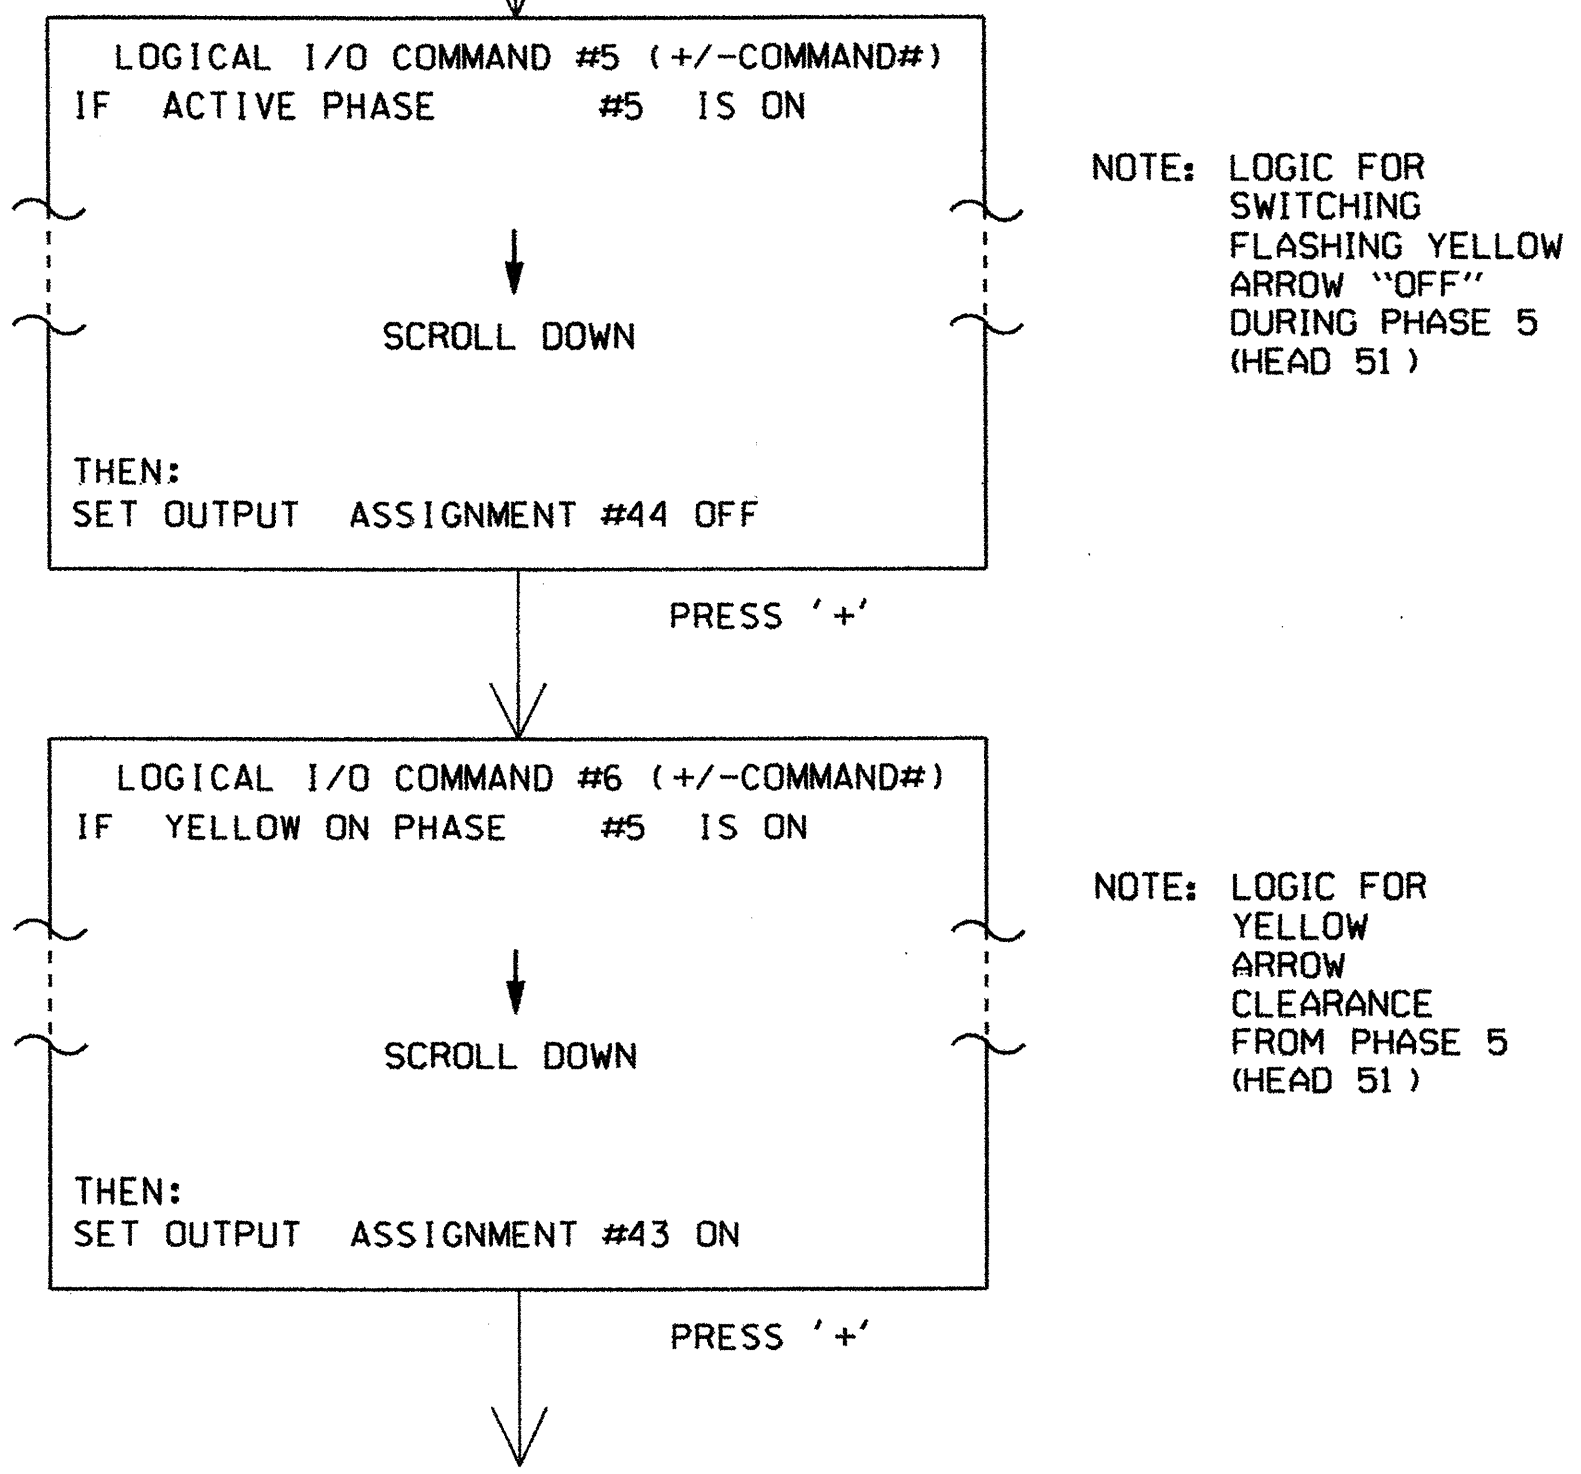 LOGICAL I/O COMMAND #5 (+/-COMMAND#)
IF ACTIVE PHASE #5 IS ON
SCROLL DOWN
THEN:
SET OUTPUT ASSIGNMENT #44 OFF
NOTE: LOGIC FOR
SWITCHING
FLASHING YELLOW
ARROW "OFF"
DURING PHASE 5
(HEAD 51 )
PRESS '+'
LOGICAL I/O COMMAND #6 (+/-COMMAND#)
IF YELLOW ON PHASE #5 IS ON
SCROLL DOWN
THEN:
SET OUTPUT ASSIGNMENT #43 ON
NOTE: LOGIC FOR
YELLOW
ARROW
CLEARANCE
FROM PHASE 5
(HEAD 51 )
PRESS '+'